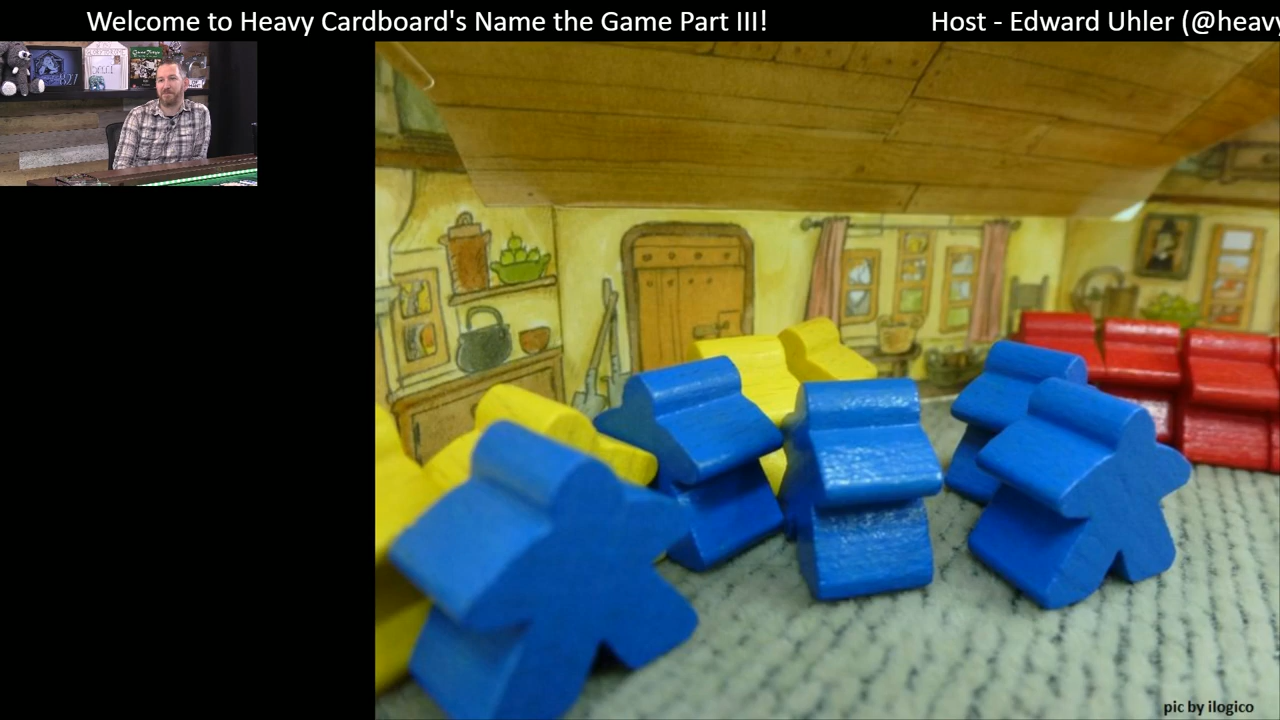 Welcome to Heavy Cardboard's Name the Game Part III! Host - Edward Uhler (@heavy
pic by ilogico